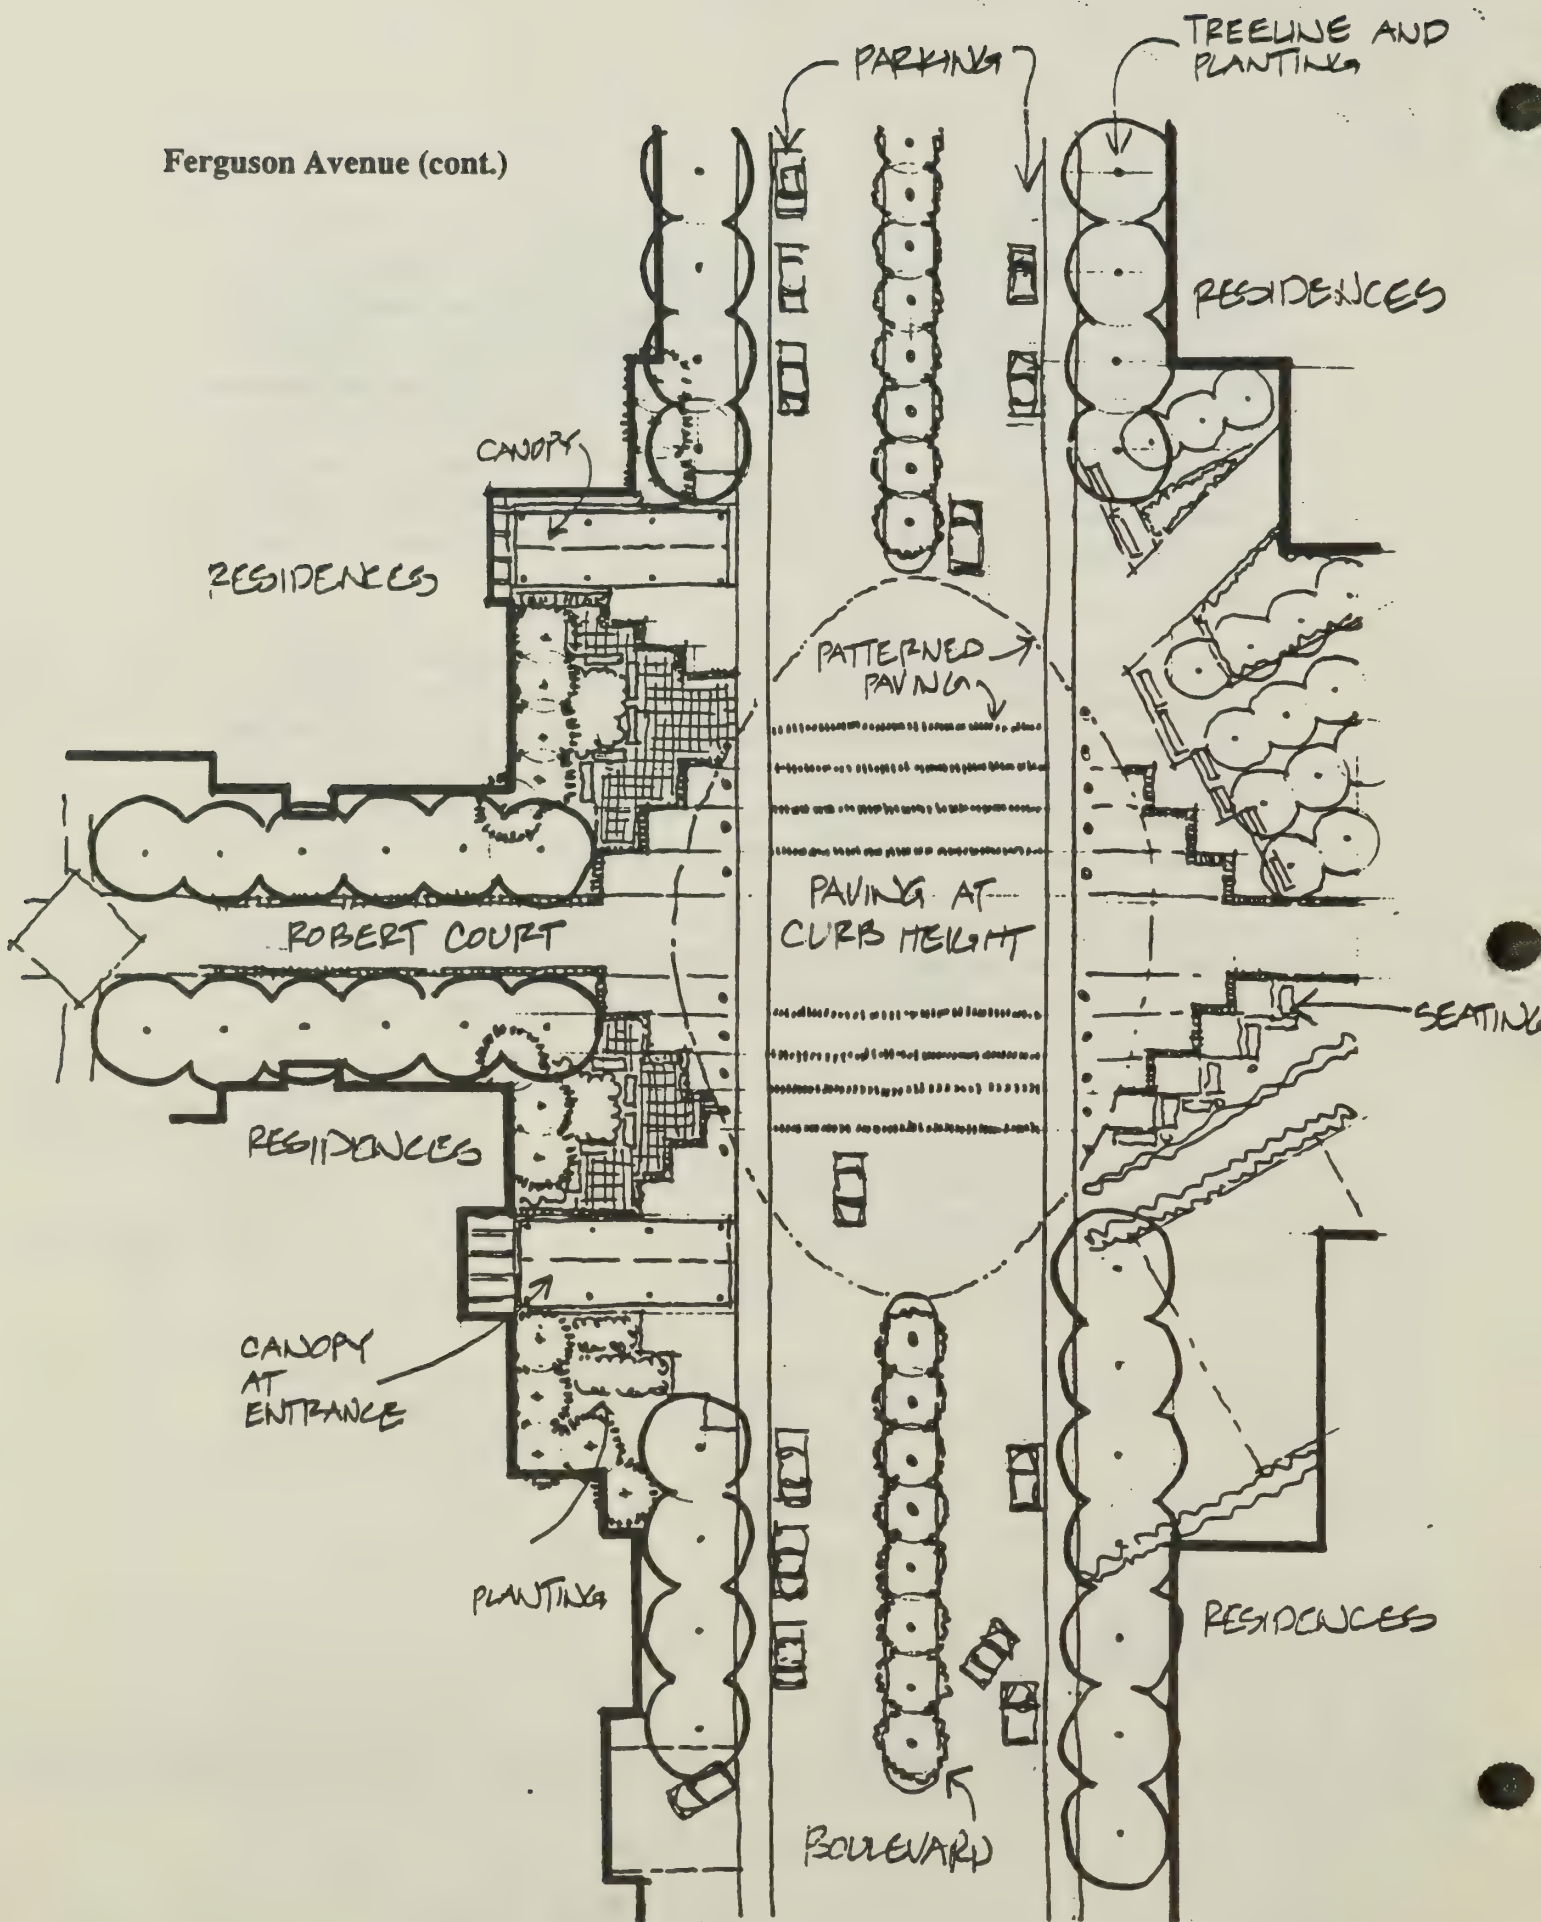 PARKING
TREELINE AND
PLANTING
Ferguson Avenue (cont.)
RESIDENCES
CANOPY
RESIDENCES
PATTERNED
PAVING
PAVING AT
CURB HEIGHT
ROBERT COURT
SEATING
RESIDENCES
CANOPY
AT
ENTRANCE
PLANTING
RESIDENCES
BOULEVARD